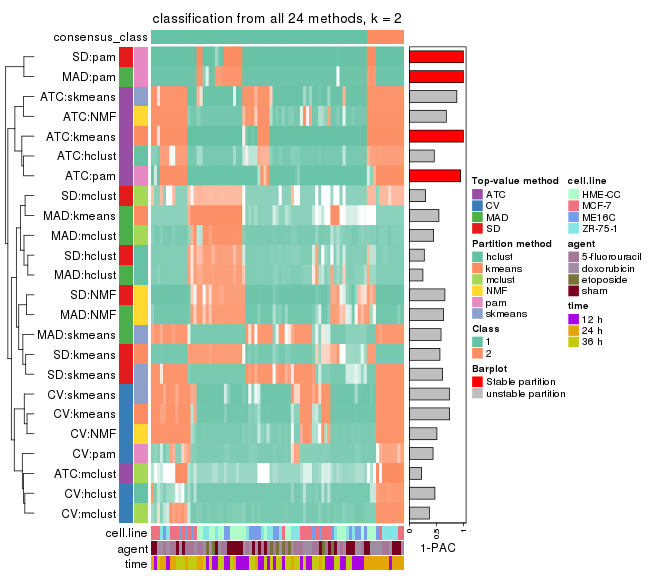 classification from all 24 methods, k = 2
consensus_class
SD:pam
MAD:pam
ATC:skmeans
ATC:NMF
ATC:kmeans
ATC:hclust
ATC:pam
SD:mclust
MAD:kmeans
MAD:mclust
SD:hclust
MAD:hclust
SD:NMF
MAD:NMF
MAD:skmeans
SD:kmeans
SD:skmeans
CV:skmeans
CV:kmeans
CV:NMF
CV:pam
ATC:mclust
CV:hclust
CV:mclust
cell.line
agent
time
0 0.5 1
1-PAC
Top-value method
ATC
CV
MAD
SD
Partition method
hclust
kmeans
mclust
NMF
pam
skmeans
Class
1
2
Barplot
Stable partition
unstable partition
cell.line
HME-CC
MCF-7
ME16C
ZR-75-1
agent
5-fluorouracil
doxorubicin
etoposide
sham
time
12 h
24 h
36 h